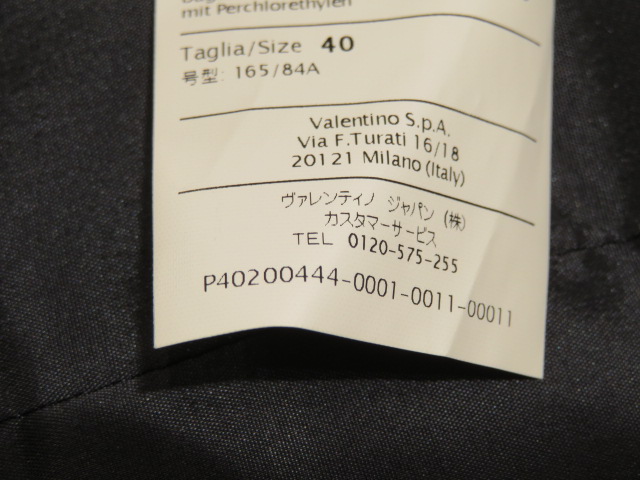 mit Perchlorethylen
Taglia/Size 40
号型: 165/84A
Valentino S.p.A.
Via F.Turati 16/18
20121 Milano (Italy)
ヴァレンティノ ジャパン (株)
カスタマーサービス
TEL 0120-575-255
P40200444-0001-0011-00011